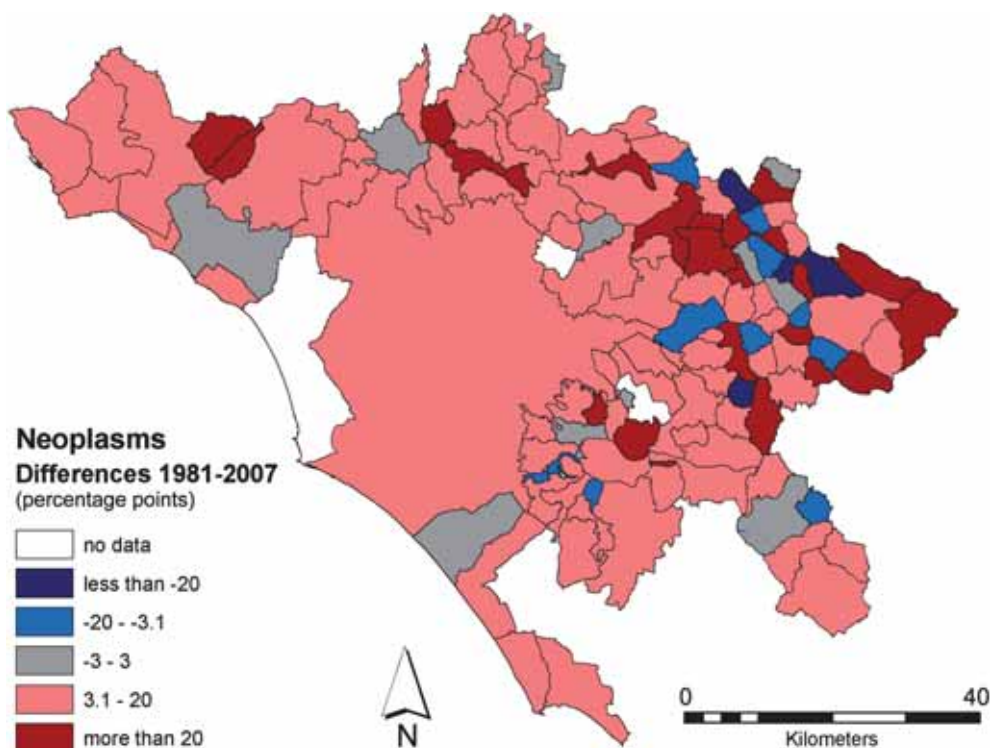 Neoplasms
Differences 1981-2007
(percentage points)
no data
less than -20
-20 - -3.1
-3 - 3
3.1 - 20
more than 20
N
0 40
Kilometers